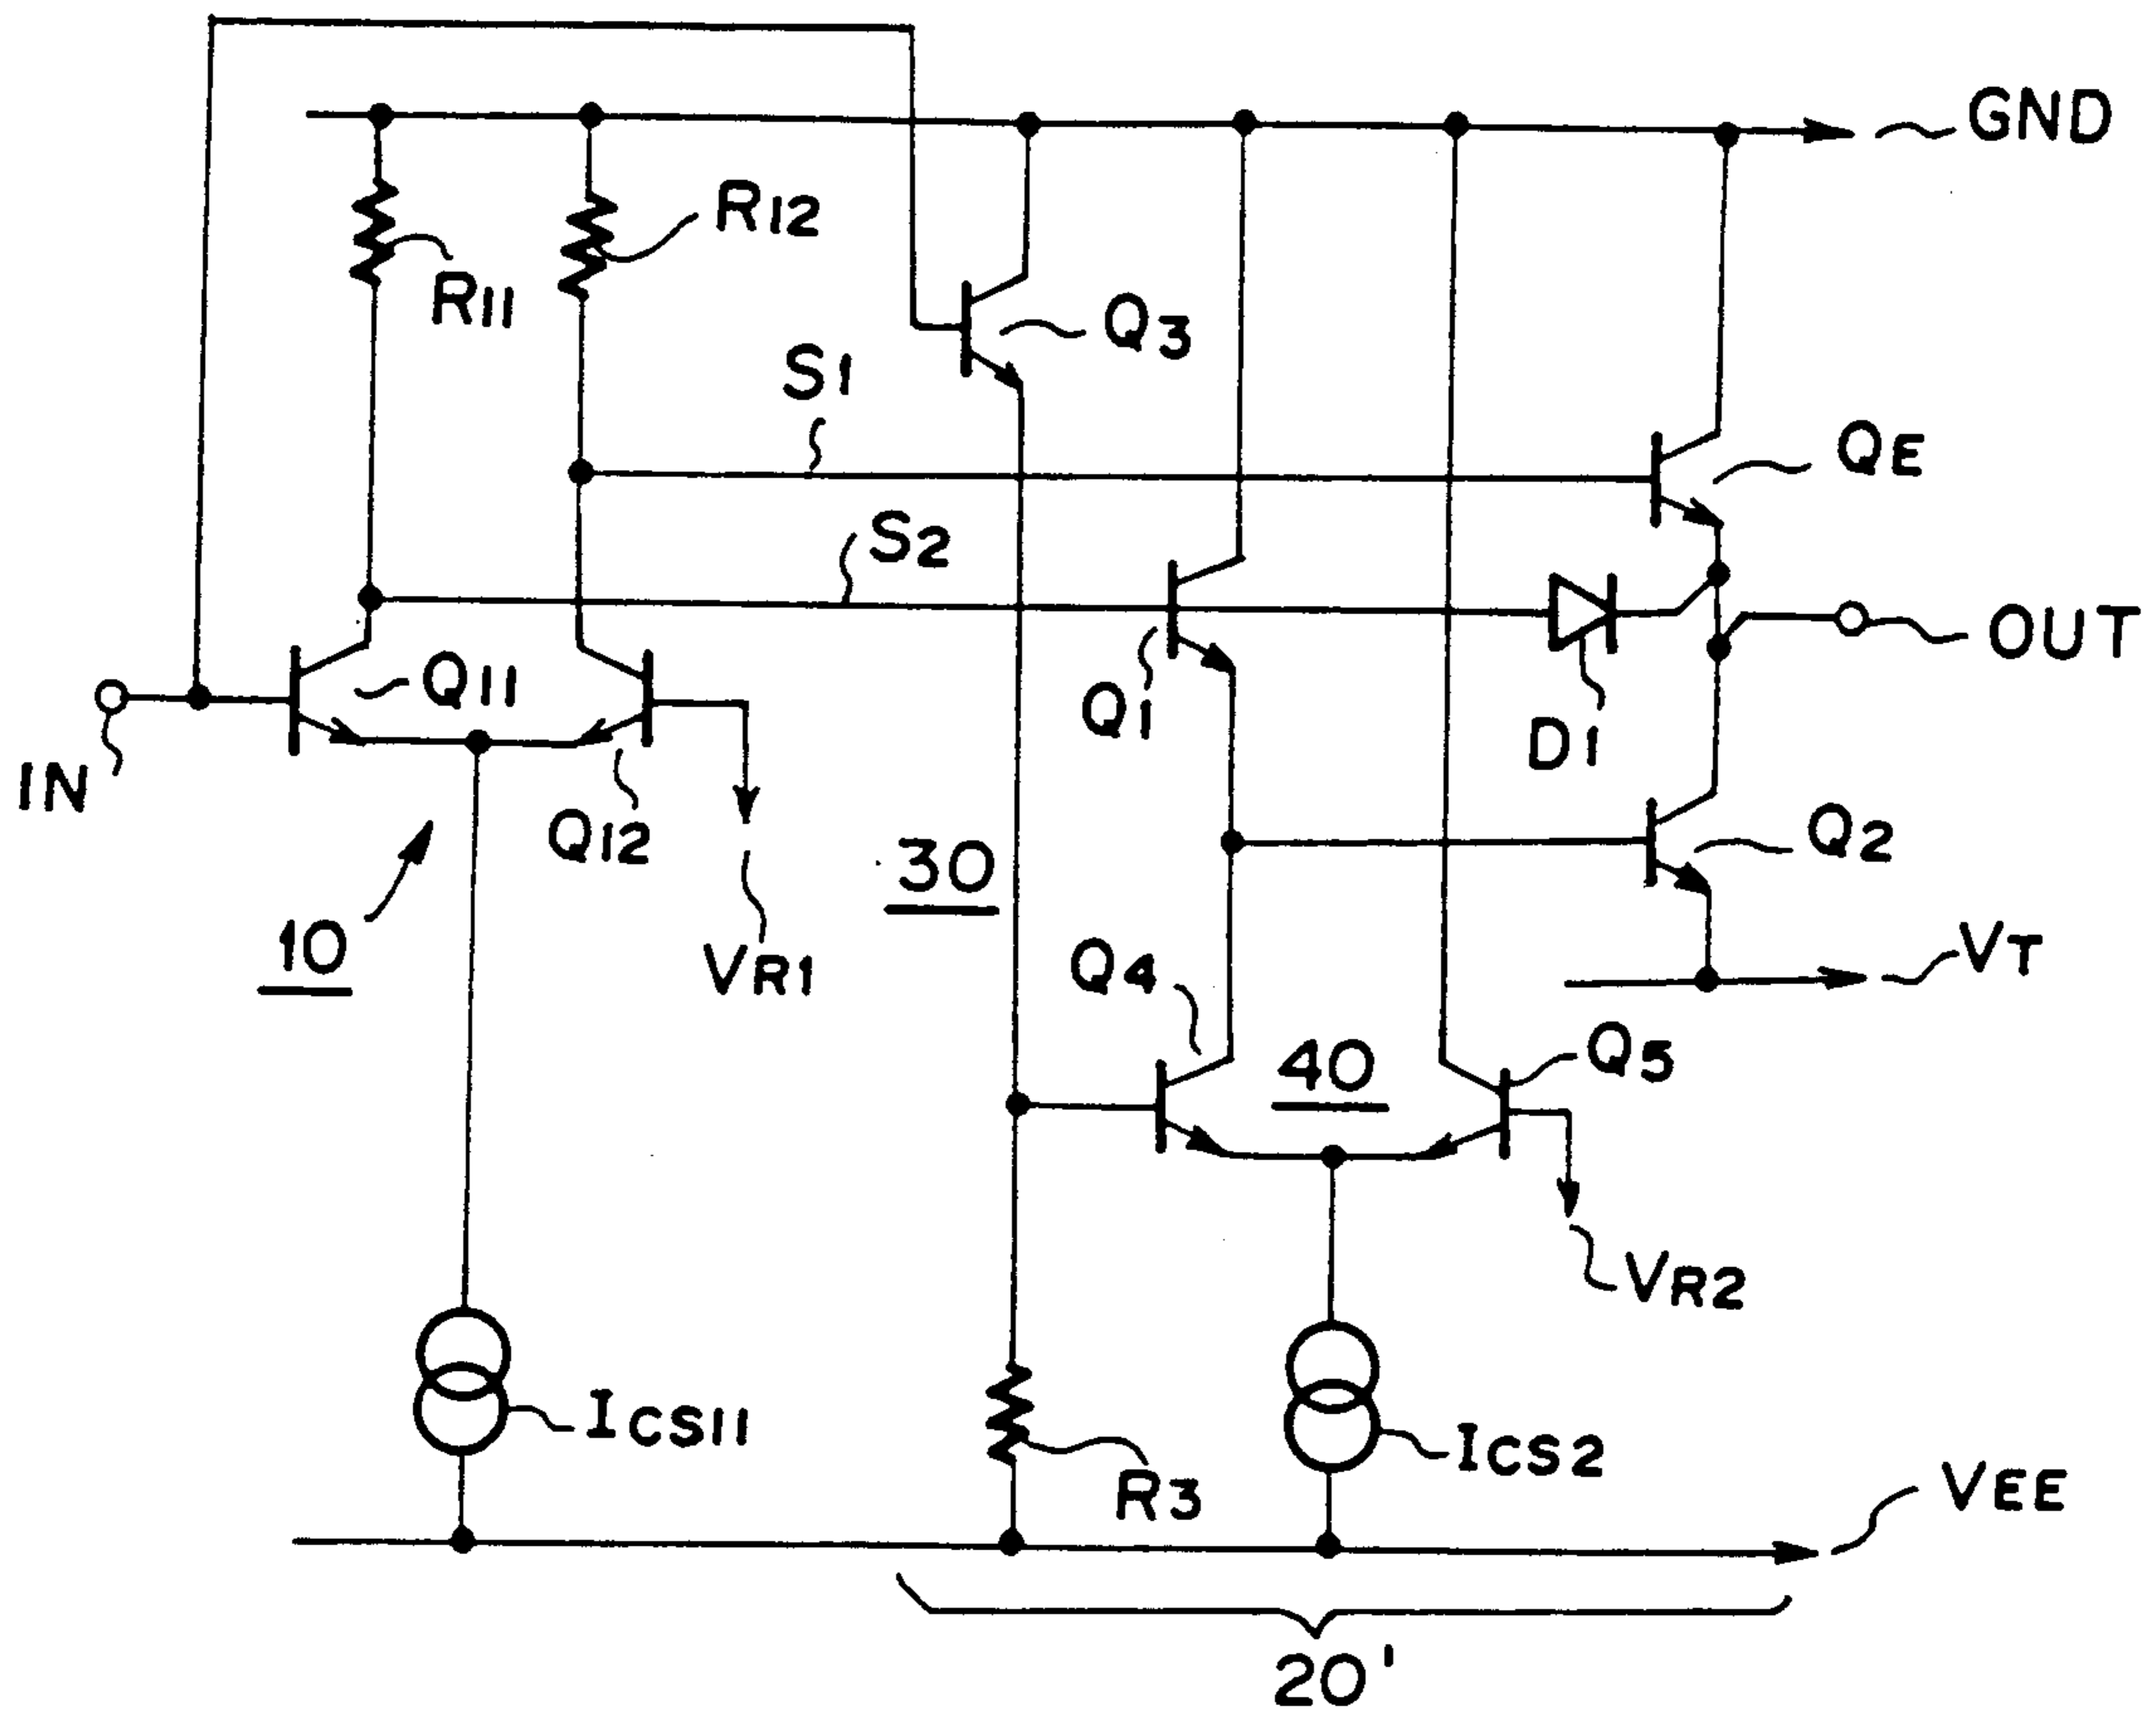 GND
R12
R11
Q3
S1
QE
S2
OUT
Q11
Q1
D1
IN
Q12
Q2
30
10
VR1
VT
Q4
40
Q5
VR2
ICS11
ICS2
R3
VEE
20'